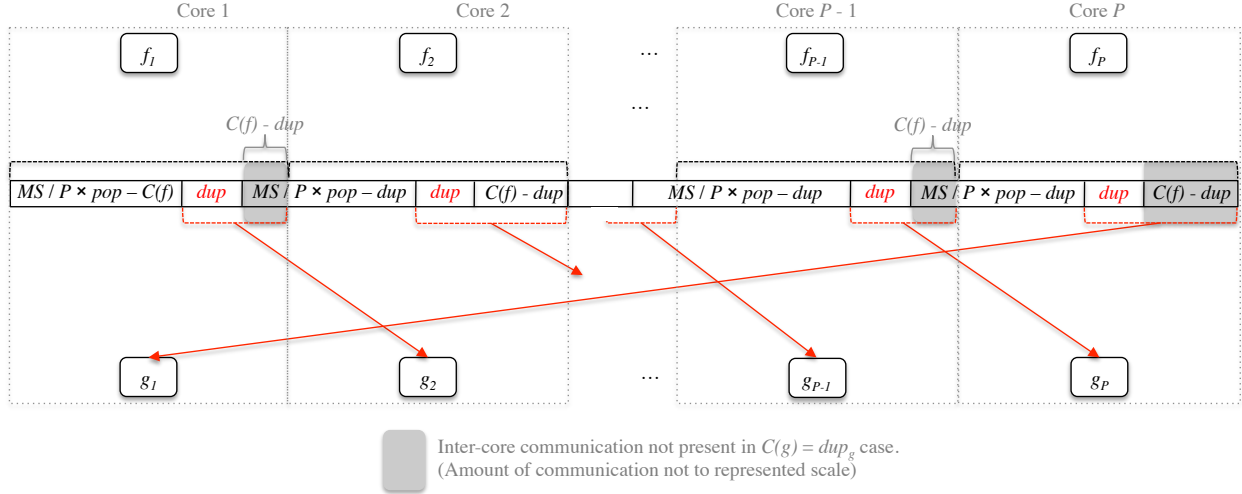 Core 1 Core 2 Core P - 1 Core P
f1 f2 ... fP-1 fP
...
C(f) - dup C(f) - dup
MS / P × pop – C(f) dup MS / P × pop – dup dup C(f) - dup MS / P × pop – dup dup MS / P × pop – dup dup C(f) - dup
g1 g2 ... gP-1 gP
Inter-core communication not present in C(g) = dupg case.
(Amount of communication not to represented scale)